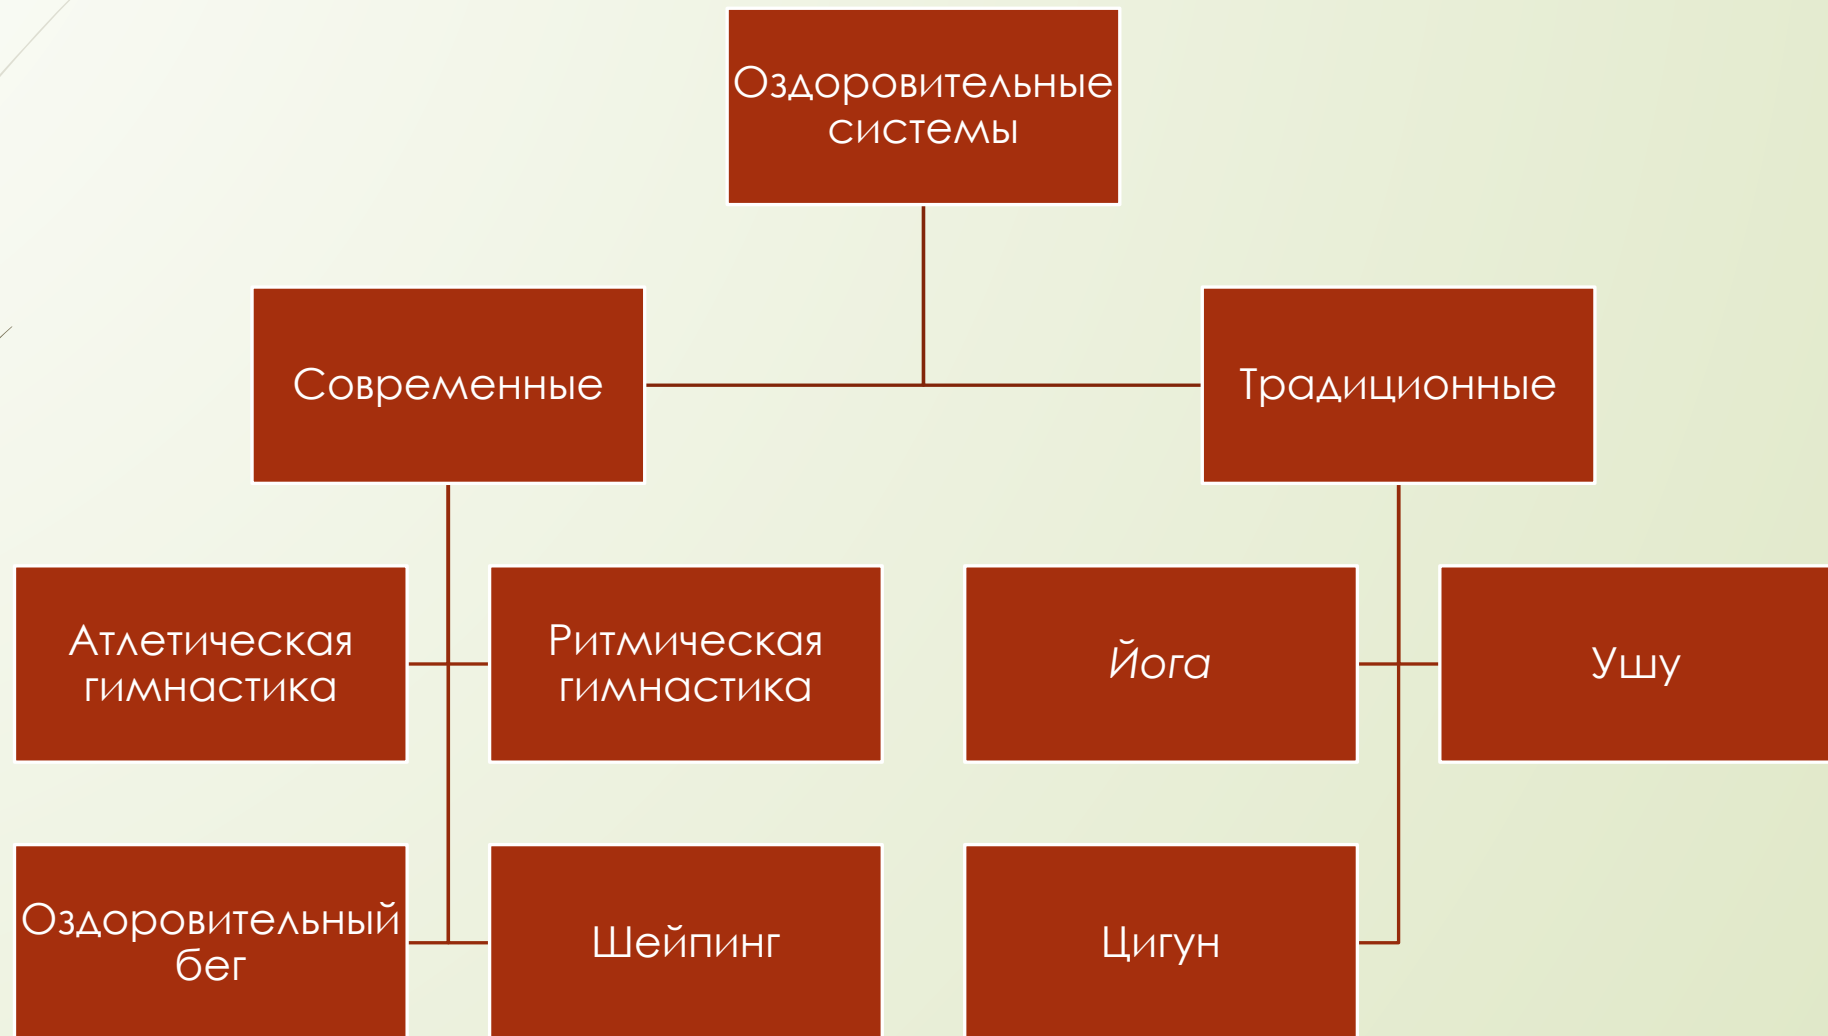 Оздоровительные
системы
Современные
Традиционные
Атлетическая
гимнастика
Ритмическая
гимнастика
Йога
Ушу
Оздоровительный
бег
Шейпинг
Цигун